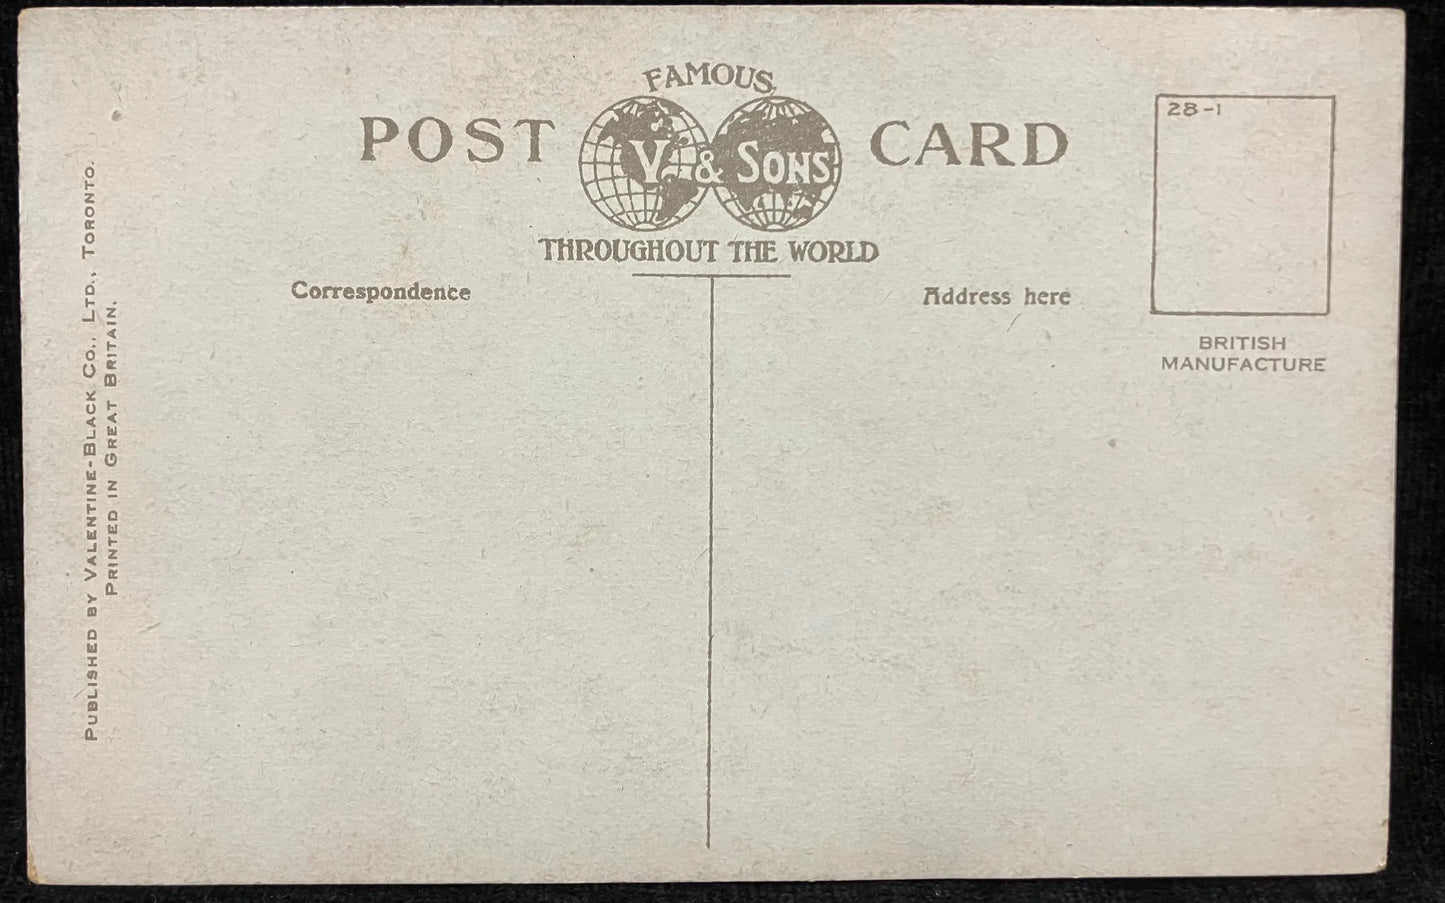 FAMOUS
POST V & SONS CARD
THROUGHOUT THE WORLD
28-1
Correspondence
Address here
BRITISH
MANUFACTURE
PUBLISHED BY VALENTINE-BLACK CO., LTD., TORONTO.
PRINTED IN GREAT BRITAIN.